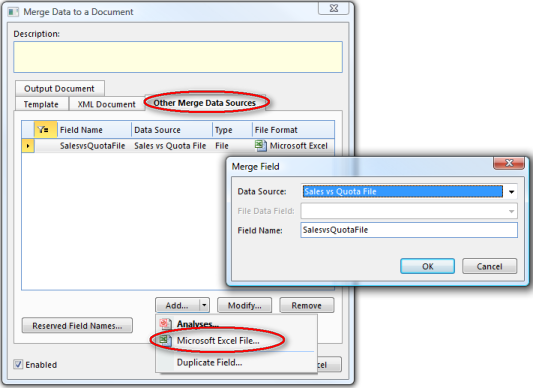 Merge Data to a Document
Description:
Output Document
Template XML Document Other Merge Data Sources
Field Name Data Source Type File Format
SalesvsQuotaFile Sales vs Quota File File Microsoft Excel
Merge Field
Data Source: Sales vs Quota File
File Data Field:
Field Name: SalesvsQuotaFile
OK Cancel
Add... Modify... Remove
Reserved Field Names...
Analyses...
Microsoft Excel File...
Duplicate Field...
Enabled